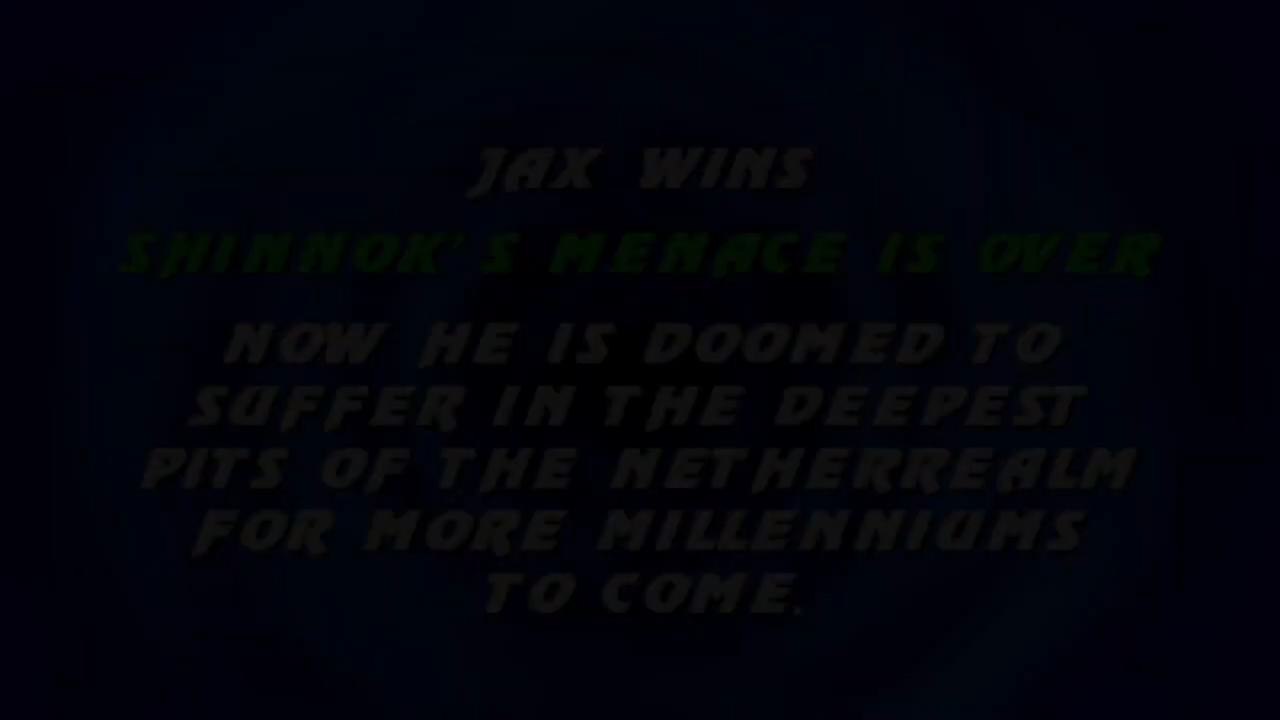 JAX WINS
SHINNOK'S MENACE IS OVER
NOW HE IS DOOMED TO
SUFFER IN THE DEEPEST
PITS OF THE NETHERREALM
FOR MORE MILLENNIUMS
TO COME.